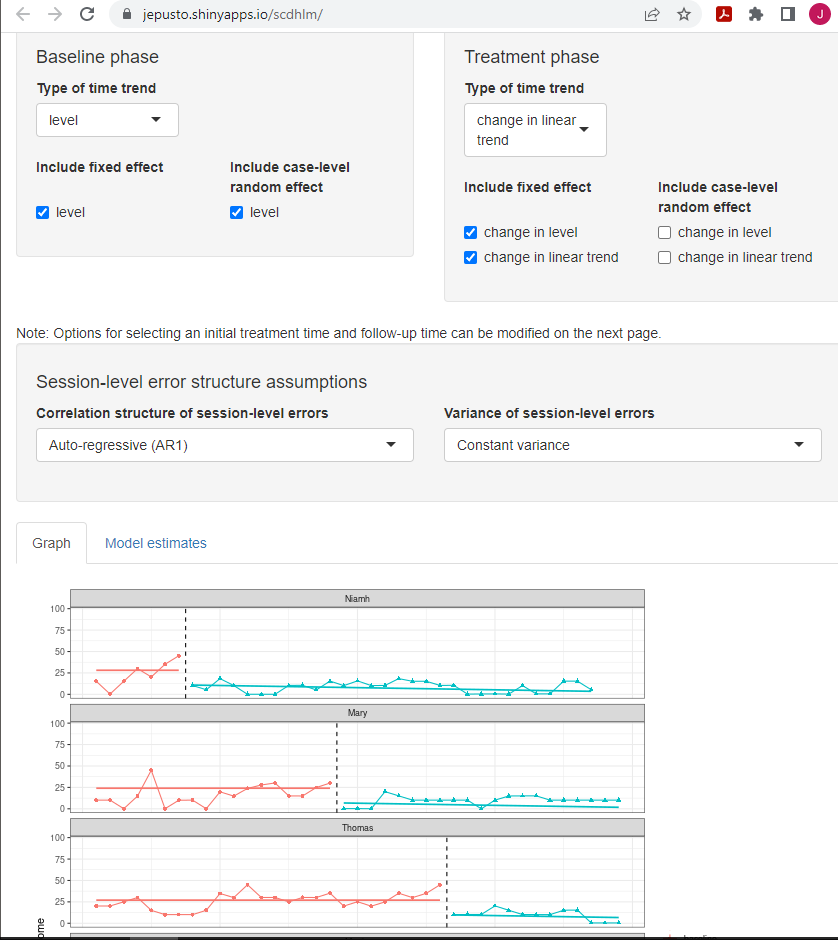 jepusto.shinyapps.io/scdhlm/
J
Baseline phase
Type of time trend
level
Include fixed effect
Include case-level
random effect
level
level
Treatment phase
Type of time trend
change in linear
trend
Include fixed effect
Include case-level
random effect
change in level
change in level
change in linear trend
change in linear trend
Note: Options for selecting an initial treatment time and follow-up time can be modified on the next page.
Session-level error structure assumptions
Correlation structure of session-level errors
Variance of session-level errors
Auto-regressive (AR1)
Constant variance
Graph
Model estimates
Niamh
100
75
50
25
0
Mary
100
75
50
25
0
Thomas
100
75
50
25
0
ome